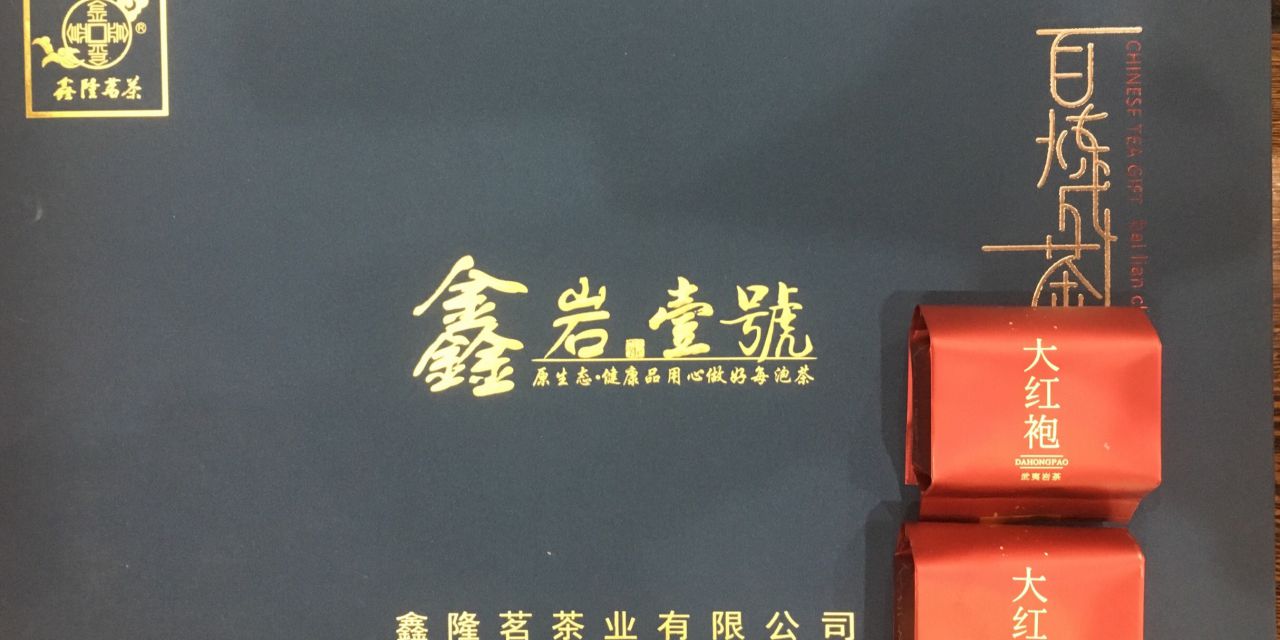 鑫隆茗茶
百炼成茶
CHINESE TEA GIFT Bai lian c
鑫岩壹號
原生态·健康品用心做好每泡茶
大红袍
DAHONGPAO
武夷岩茶
大红
鑫隆茗茶业有限公司